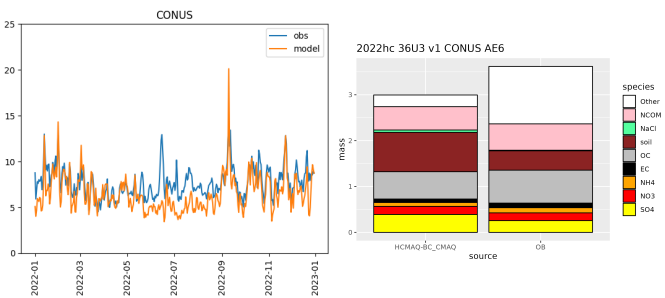 CONUS
25
20
15
10
5
0
obs
model
2022-01
2022-03
2022-05
2022-07
2022-09
2022-11
2023-01
2022hc 36U3 v1 CONUS AE6
mass
3
2
1
0
HCMAQ-BC_CMAQ
OB
source
species
Other
NCOM
NaCl
soil
OC
EC
NH4
NO3
SO4